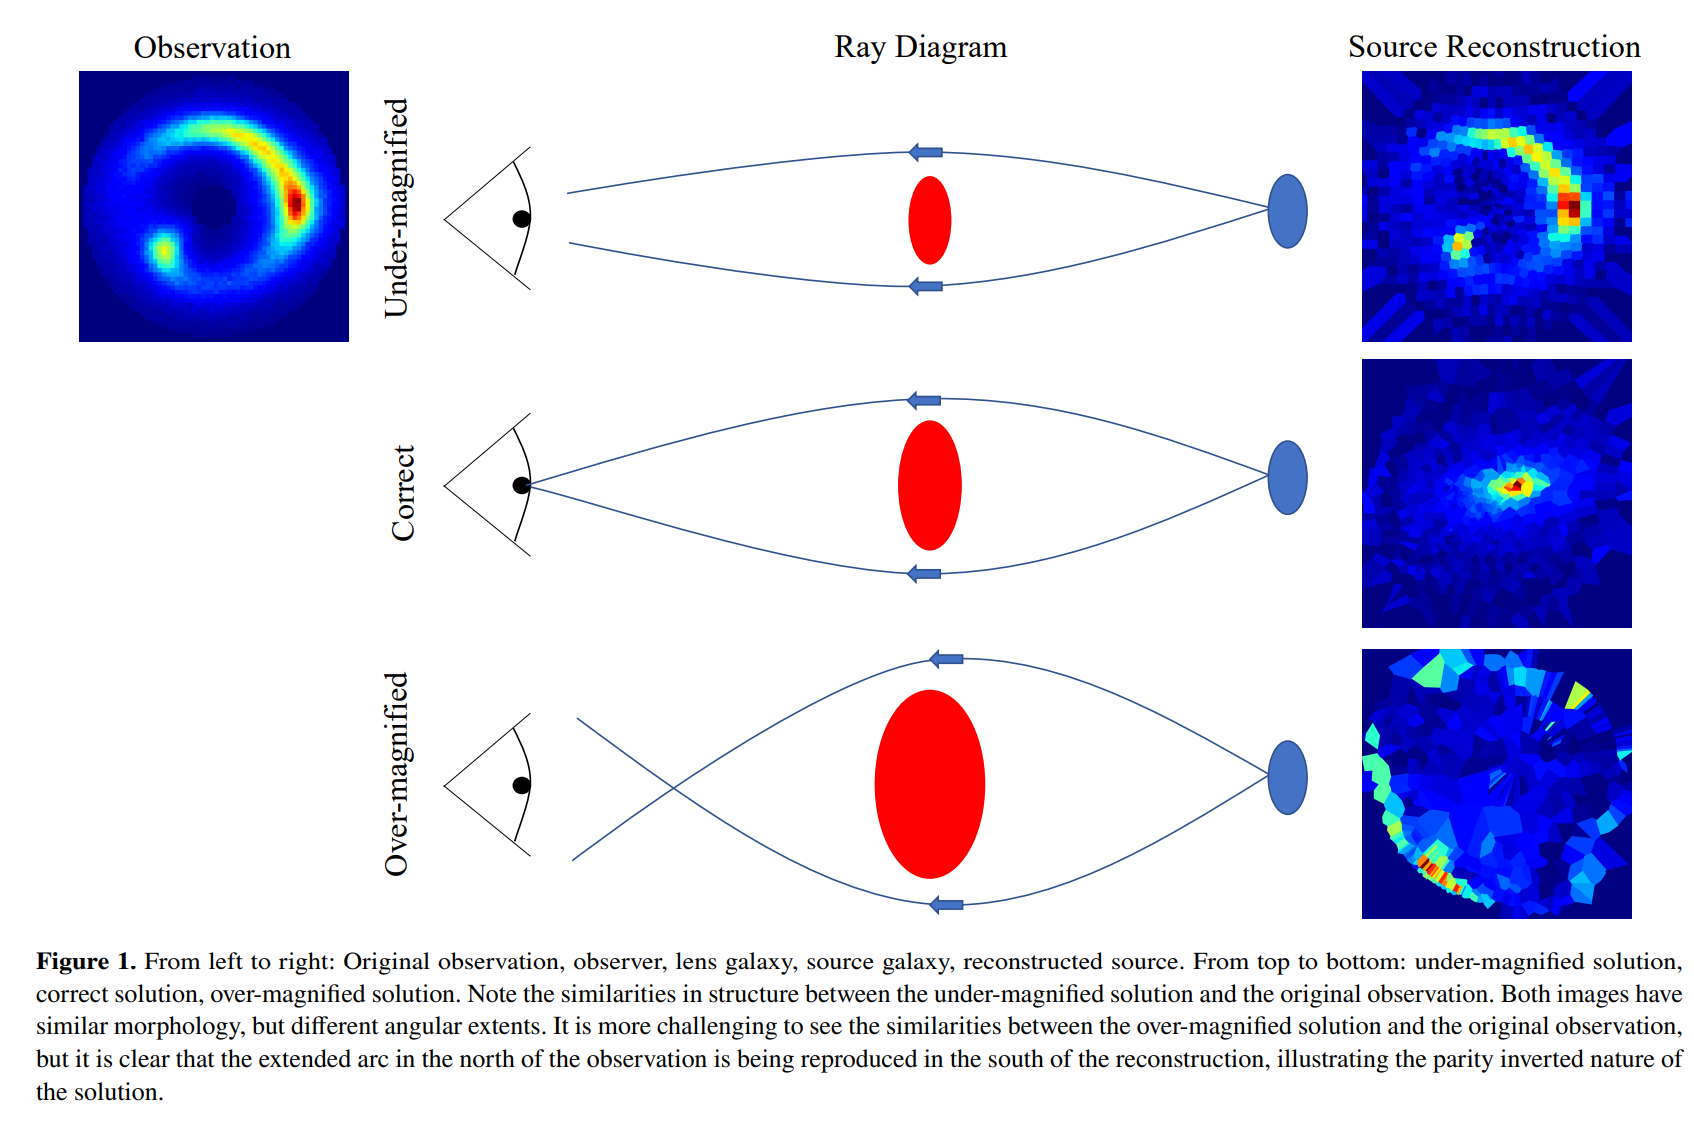 Observation
Ray Diagram
Source Reconstruction
Under-magnified
Correct
Over-magnified
Figure 1. From left to right: Original observation, observer, lens galaxy, source galaxy, reconstructed source. From top to bottom: under-magnified solution,
correct solution, over-magnified solution. Note the similarities in structure between the under-magnified solution and the original observation. Both images have
similar morphology, but different angular extents. It is more challenging to see the similarities between the over-magnified solution and the original observation,
but it is clear that the extended arc in the north of the observation is being reproduced in the south of the reconstruction, illustrating the parity inverted nature of
the solution.